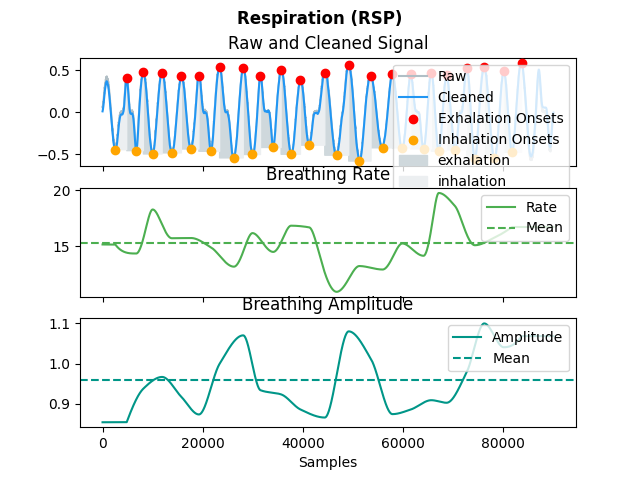 Respiration (RSP)
Raw and Cleaned Signal
0.5
0.0
−0.5
Raw
Cleaned
Exhalation Onsets
Inhalation Onsets
exhalation
inhalation
Breathing Rate
20
15
Rate
Mean
Breathing Amplitude
1.1
1.0
0.9
Amplitude
Mean
0 20000 40000 60000 80000
Samples